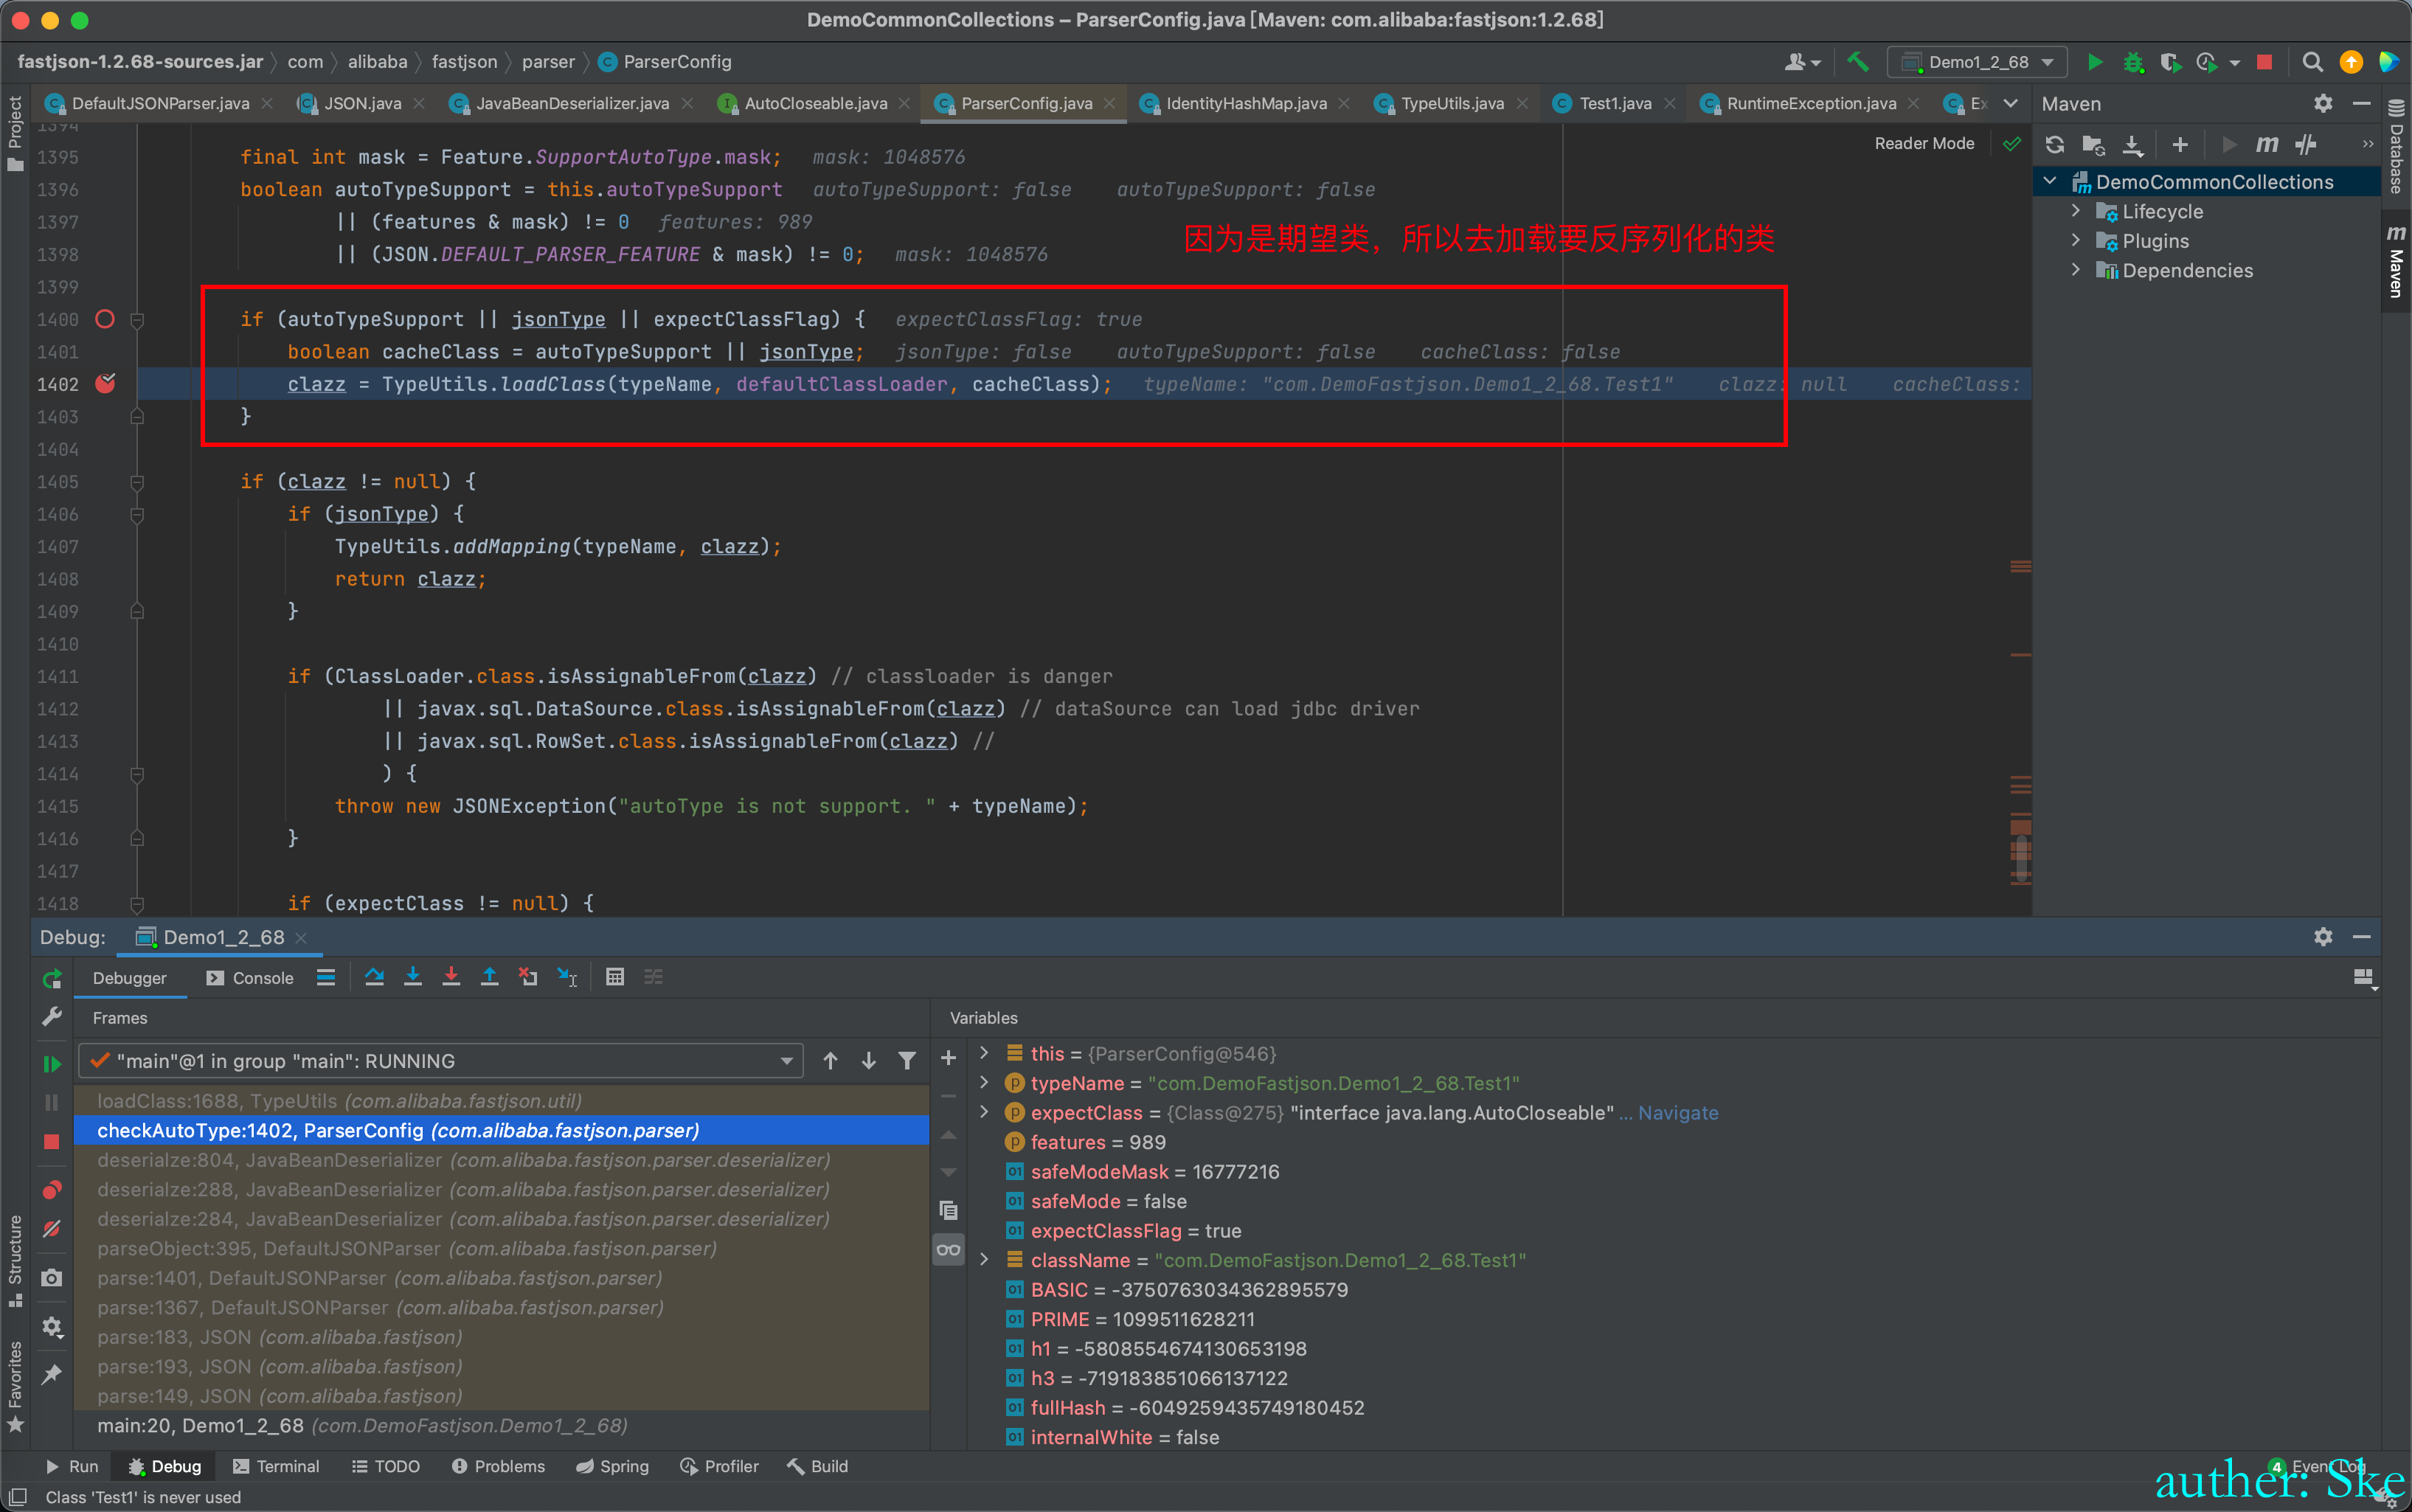 DemoCommonCollections – ParserConfig.java [Maven: com.alibaba:fastjson:1.2.68]
fastjson-1.2.68-sources.jar com alibaba fastjson parser ParserConfig
Demo1_2_68
DefaultJSONParser.java JSON.java JavaBeanDeserializer.java AutoCloseable.java ParserConfig.java IdentityHashMap.java TypeUtils.java Test1.java RuntimeException.java Ex
Maven
Project
Database
Maven
Reader Mode
DemoCommonCollections
Lifecycle
Plugins
Dependencies
1394
1395 final int mask = Feature.SupportAutoType.mask; mask: 1048576
1396 boolean autoTypeSupport = this.autoTypeSupport autoTypeSupport: false autoTypeSupport: false
1397 || (features & mask) != 0 features: 989
1398 || (JSON.DEFAULT_PARSER_FEATURE & mask) != 0; mask: 1048576
因为是期望类，所以去加载要反序列化的类
1399
1400 if (autoTypeSupport || jsonType || expectClassFlag) { expectClassFlag: true
1401 boolean cacheClass = autoTypeSupport || jsonType; jsonType: false autoTypeSupport: false cacheClass: false
1402 clazz = TypeUtils.loadClass(typeName, defaultClassLoader, cacheClass); typeName: "com.DemoFastjson.Demo1_2_68.Test1" clazz: null cacheClass:
1403 }
1404
1405 if (clazz != null) {
1406 if (jsonType) {
1407 TypeUtils.addMapping(typeName, clazz);
1408 return clazz;
1409 }
1410
1411 if (ClassLoader.class.isAssignableFrom(clazz) // classloader is danger
1412 || javax.sql.DataSource.class.isAssignableFrom(clazz) // dataSource can load jdbc driver
1413 || javax.sql.RowSet.class.isAssignableFrom(clazz) //
1414 ) {
1415 throw new JSONException("autoType is not support. " + typeName);
1416 }
1417
1418 if (expectClass != null) {
Debug: Demo1_2_68
Debugger Console
Frames
"main"@1 in group "main": RUNNING
loadClass:1688, TypeUtils (com.alibaba.fastjson.util)
checkAutoType:1402, ParserConfig (com.alibaba.fastjson.parser)
deserialze:804, JavaBeanDeserializer (com.alibaba.fastjson.parser.deserializer)
deserialze:288, JavaBeanDeserializer (com.alibaba.fastjson.parser.deserializer)
deserialze:284, JavaBeanDeserializer (com.alibaba.fastjson.parser.deserializer)
parseObject:395, DefaultJSONParser (com.alibaba.fastjson.parser)
parse:1401, DefaultJSONParser (com.alibaba.fastjson.parser)
parse:1367, DefaultJSONParser (com.alibaba.fastjson.parser)
parse:183, JSON (com.alibaba.fastjson)
parse:193, JSON (com.alibaba.fastjson)
parse:149, JSON (com.alibaba.fastjson)
main:20, Demo1_2_68 (com.DemoFastjson.Demo1_2_68)
Variables
this = {ParserConfig@546}
typeName = "com.DemoFastjson.Demo1_2_68.Test1"
expectClass = {Class@275} "interface java.lang.AutoCloseable" ... Navigate
features = 989
safeModeMask = 16777216
safeMode = false
expectClassFlag = true
className = "com.DemoFastjson.Demo1_2_68.Test1"
BASIC = -3750763034362895579
PRIME = 1099511628211
h1 = -5808554674130653198
h3 = -719183851066137122
fullHash = -6049259435749180452
internalWhite = false
Structure
Favorites
Run Debug Terminal TODO Problems Spring Profiler Build 4 Event Log
auther: Ske
Class 'Test1' is never used